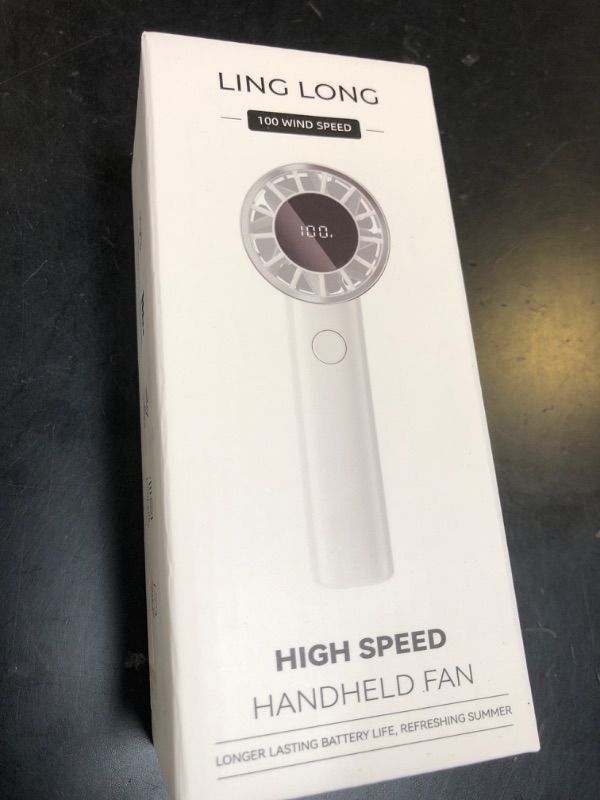 LING LONG
100 WIND SPEED
100.
HIGH SPEED
HANDHELD FAN
LONGER LASTING BATTERY LIFE, REFRESHING SUMMER